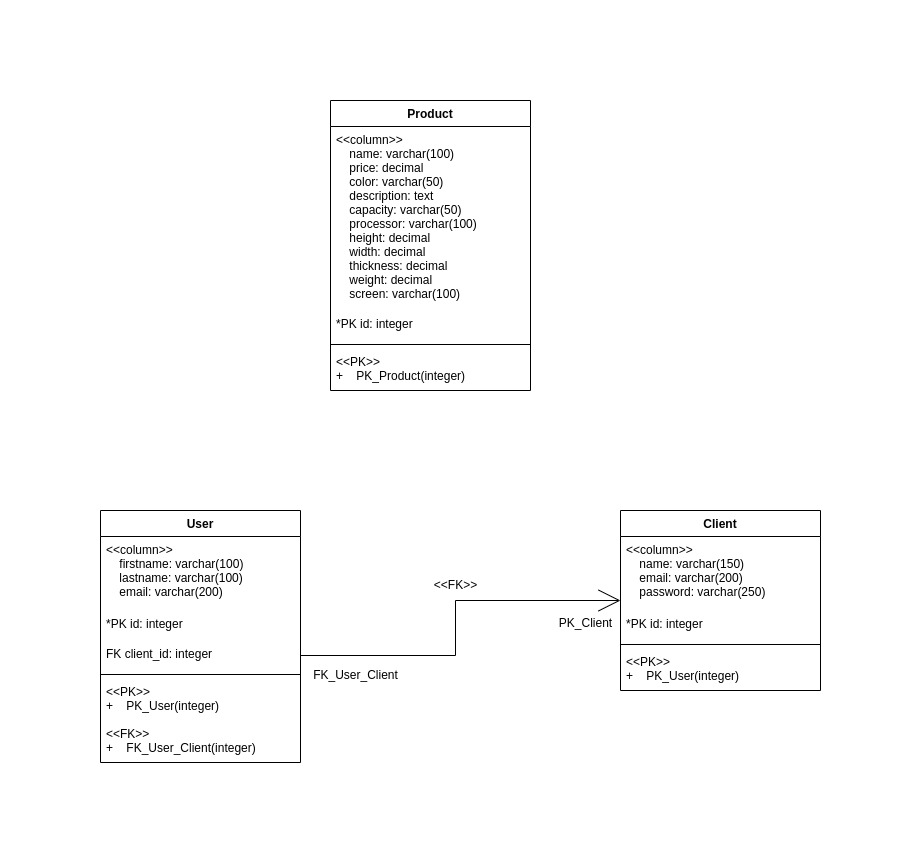 Product
<<column>>
name: varchar(100)
price: decimal
color: varchar(50)
description: text
capacity: varchar(50)
processor: varchar(100)
height: decimal
width: decimal
thickness: decimal
weight: decimal
screen: varchar(100)
*PK id: integer
<<PK>>
+ PK_Product(integer)
User
<<column>>
firstname: varchar(100)
lastname: varchar(100)
email: varchar(200)
*PK id: integer
FK client_id: integer
<<PK>>
+ PK_User(integer)
<<FK>>
+ FK_User_Client(integer)
<<FK>>
PK_Client
FK_User_Client
Client
<<column>>
name: varchar(150)
email: varchar(200)
password: varchar(250)
*PK id: integer
<<PK>>
+ PK_User(integer)